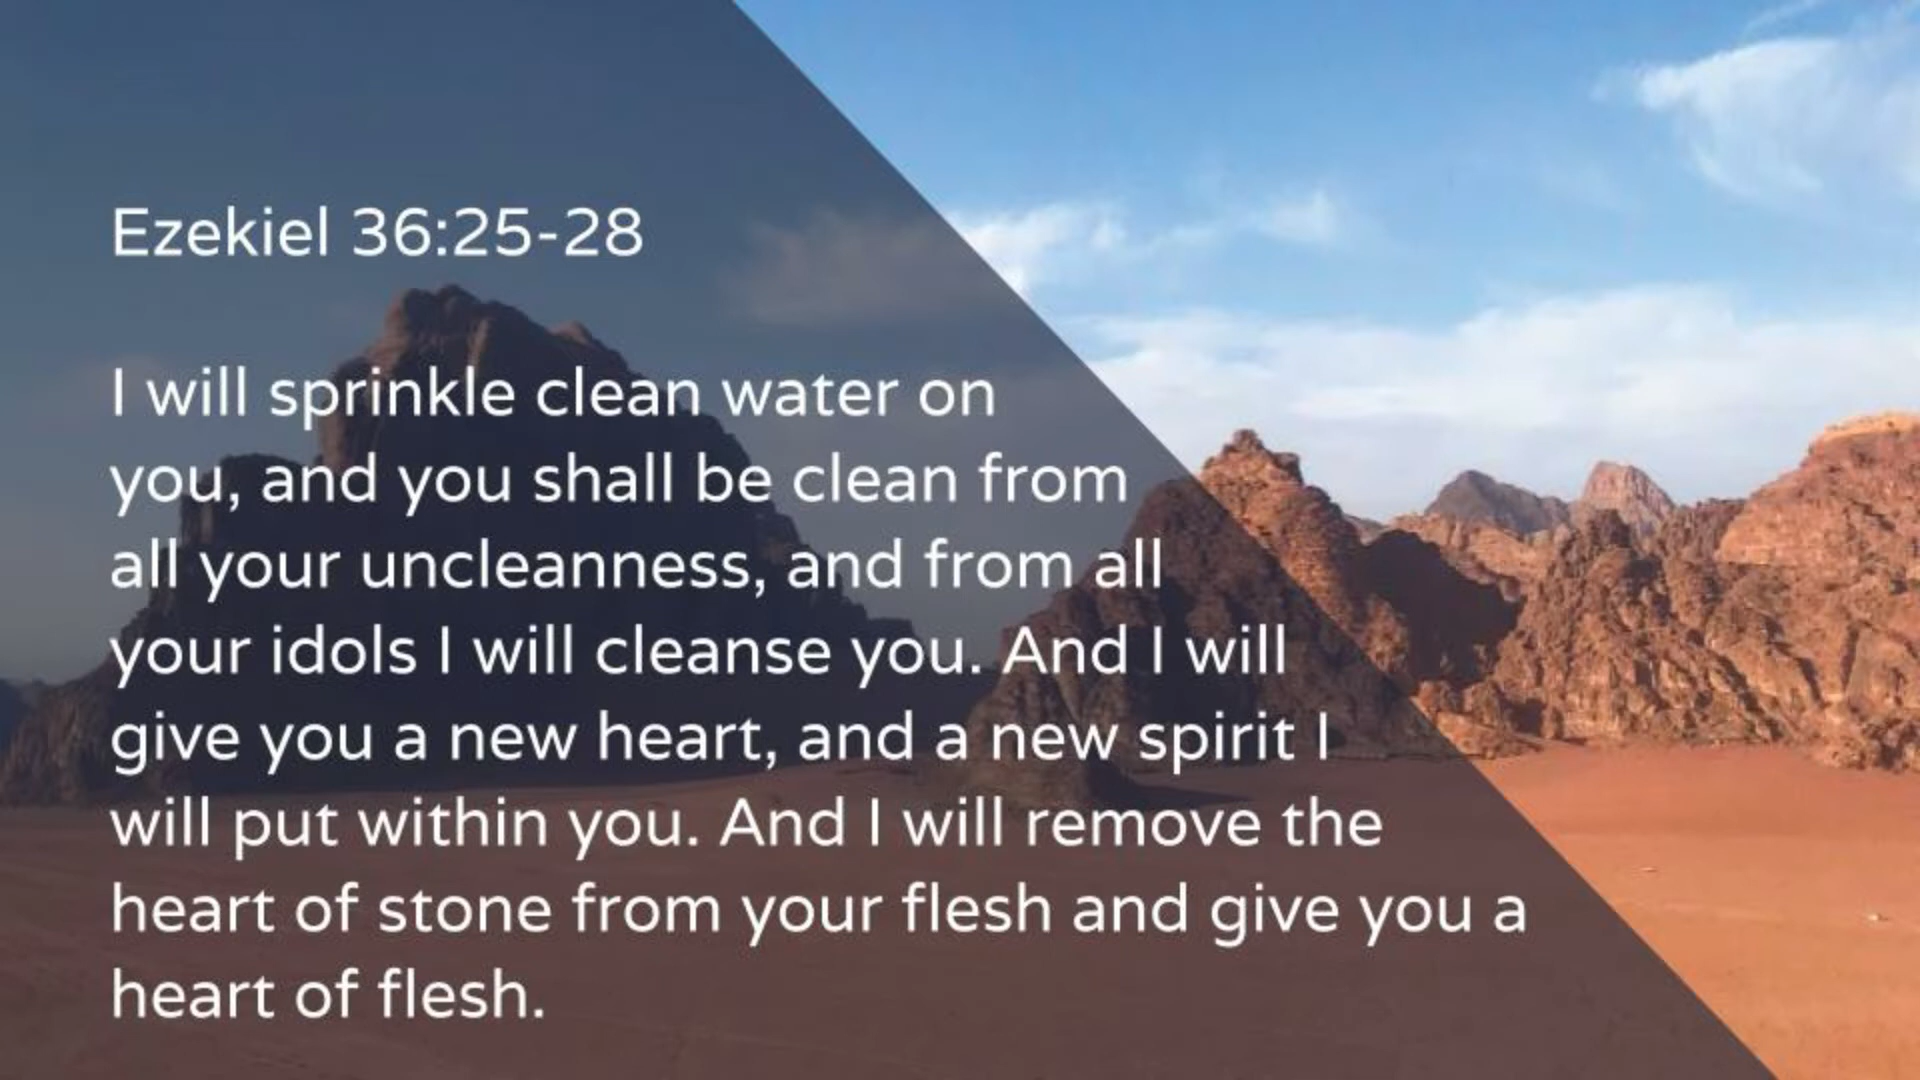 Ezekiel 36:25-28
I will sprinkle clean water on
you, and you shall be clean from
all your uncleanness, and from all
your idols I will cleanse you. And I will
give you a new heart, and a new spirit I
will put within you. And I will remove the
heart of stone from your flesh and give you a
heart of flesh.